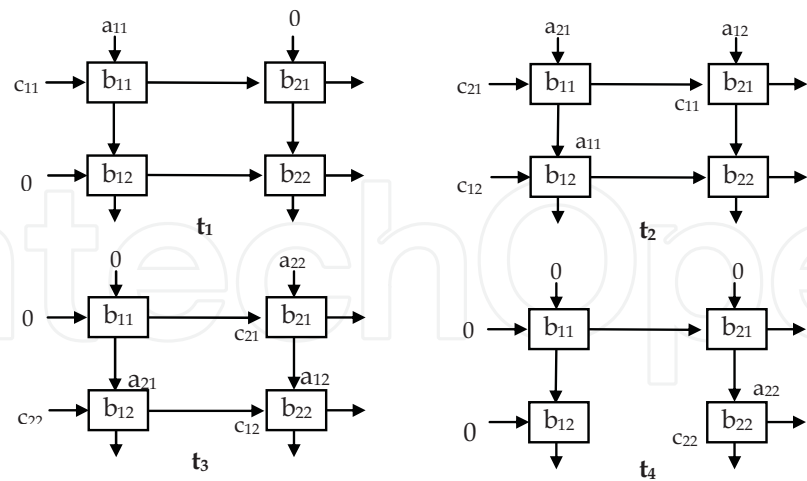 a11 0
c11 b11 b21
0 b12 b22
t1
a21 a12
c21 b11 c11 b21
a11
c12 b12 b22
t2
0 a22
0 b11 c21 b21
a21 a12
c22 b12 c12 b22
t3
0 0
0 b11 b21
a22
0 b12 c22 b22
t4
ntechOpe
ntechOpe